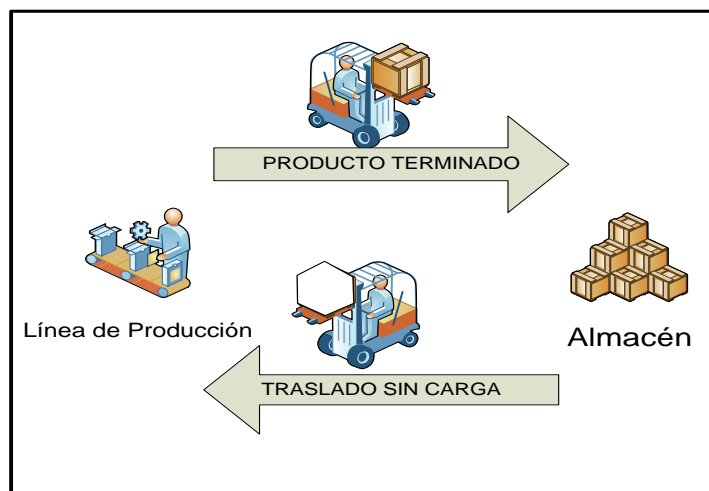 PRODUCTO TERMINADO
Línea de Producción
Almacén
TRASLADO SIN CARGA